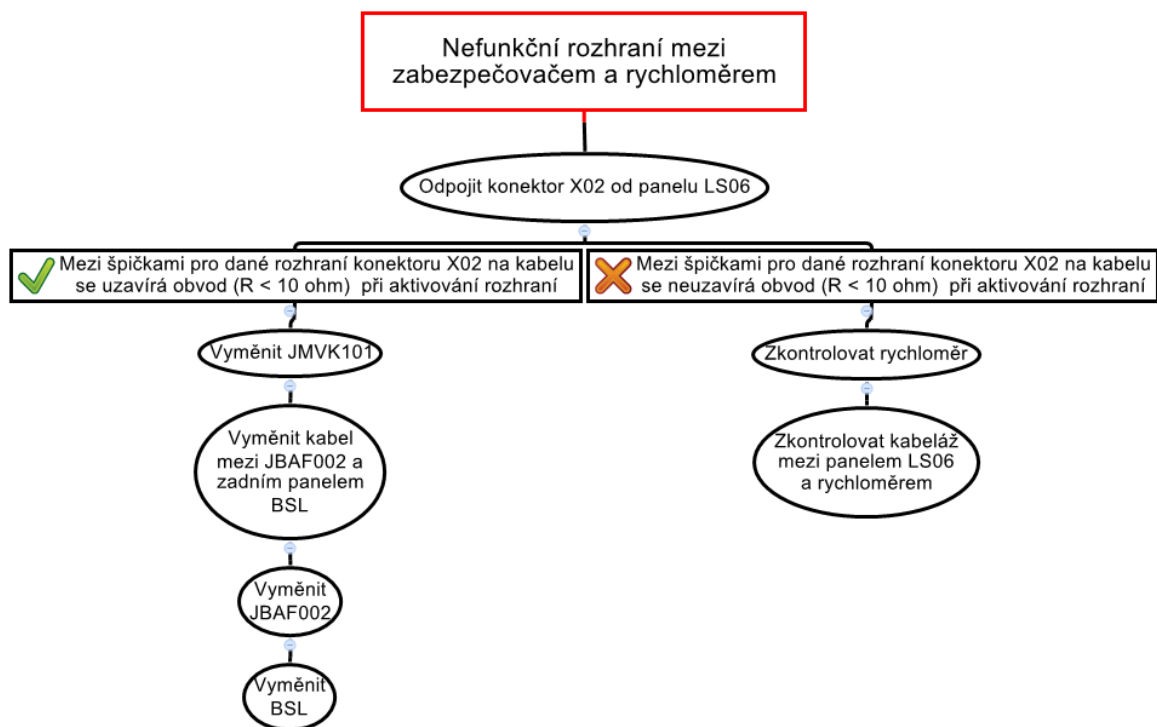 Nefunkční rozhraní mezi
zabezpečovačem a rychloměrem
Odpojit konektor X02 od panelu LS06
Mezi špičkami pro dané rozhraní konektoru X02 na kabelu
se uzavírá obvod (R < 10 ohm) při aktivování rozhraní
Mezi špičkami pro dané rozhraní konektoru X02 na kabelu
se neuzavírá obvod (R < 10 ohm) při aktivování rozhraní
Vyměnit JMVK101
Zkontrolovat rychloměr
Vyměnit kabel
mezi JBAF002 a
zadním panelem
BSL
Zkontrolovat kabeláž
mezi panelem LS06
a rychloměrem
Vyměnit
JBAF002
Vyměnit
BSL